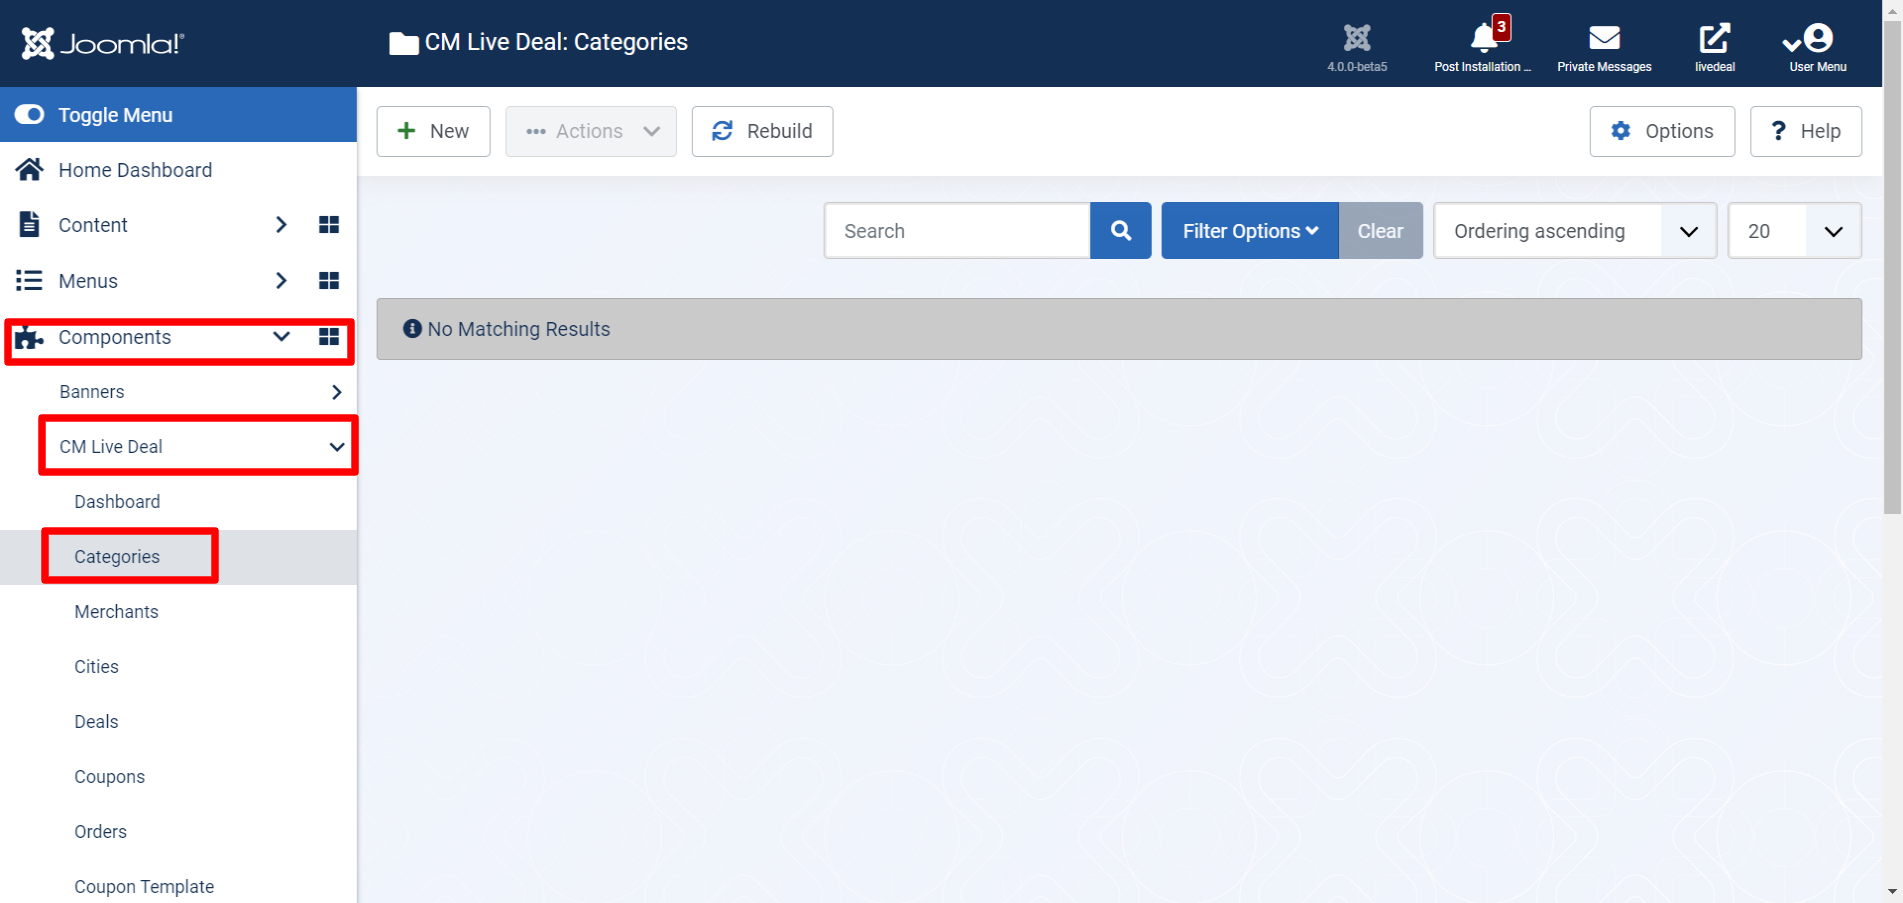 Joomla!®
CM Live Deal: Categories
4.0.0-beta5
3
Post Installation ...
Private Messages
livedeal
User Menu
Toggle Menu
Home Dashboard
Content
Menus
Components
Banners
CM Live Deal
Dashboard
Categories
Merchants
Cities
Deals
Coupons
Orders
Coupon Template
New
Actions
Rebuild
Options
Help
Search
Filter Options
Clear
Ordering ascending
20
No Matching Results